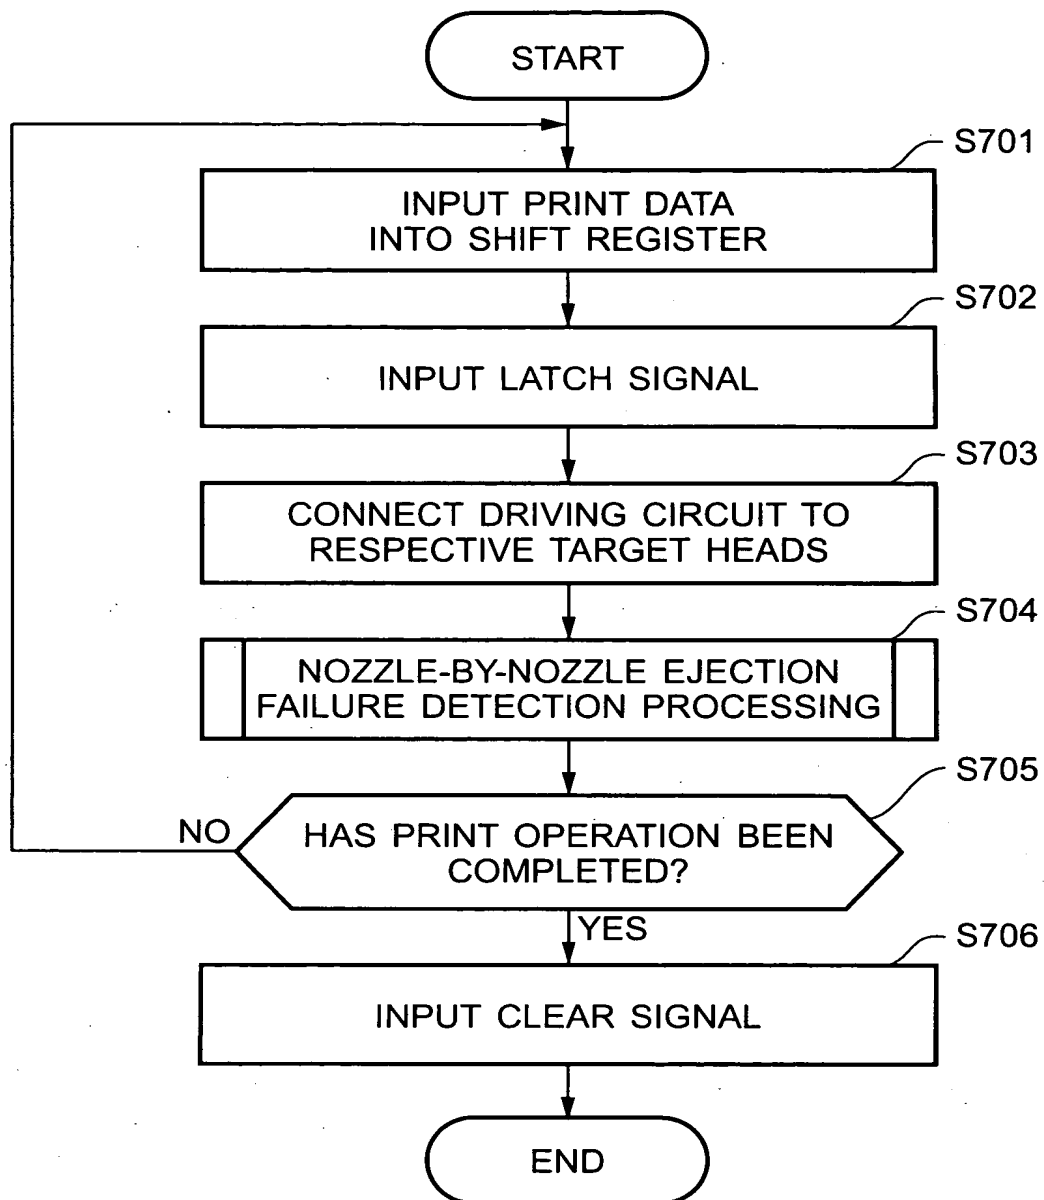 START
S701
INPUT PRINT DATA
INTO SHIFT REGISTER
S702
INPUT LATCH SIGNAL
S703
CONNECT DRIVING CIRCUIT TO
RESPECTIVE TARGET HEADS
S704
NOZZLE-BY-NOZZLE EJECTION
FAILURE DETECTION PROCESSING
S705
NO
HAS PRINT OPERATION BEEN
COMPLETED?
YES
S706
INPUT CLEAR SIGNAL
END